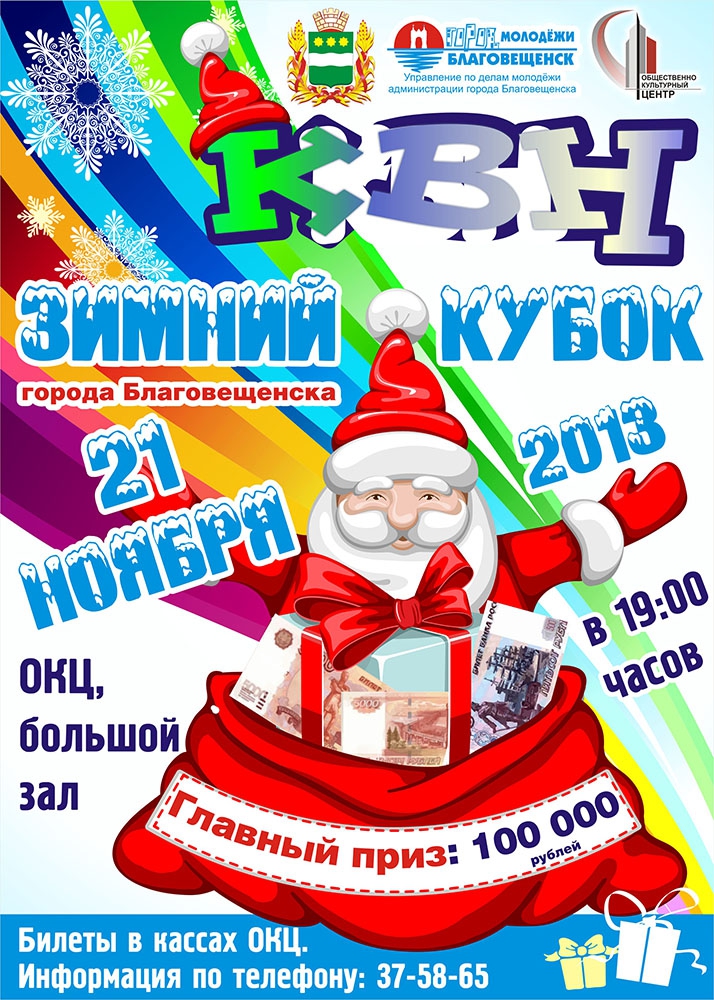 ГОРОД МОЛОДЁЖИ
БЛАГОВЕЩЕНСК
Управление по делам молодёжи
администрации города Благовещенска
ОБЩЕСТВЕННО
КУЛЬТУРНЫЙ
ЦЕНТР
КВН
ЗИМНИЙ КУБОК
города Благовещенска
21 2013
НОЯБРЯ
в 19:00
часов
ОКЦ,
большой
зал
5000
Главный приз: 100 000
рублей
Билеты в кассах ОКЦ.
Информация по телефону: 37-58-65